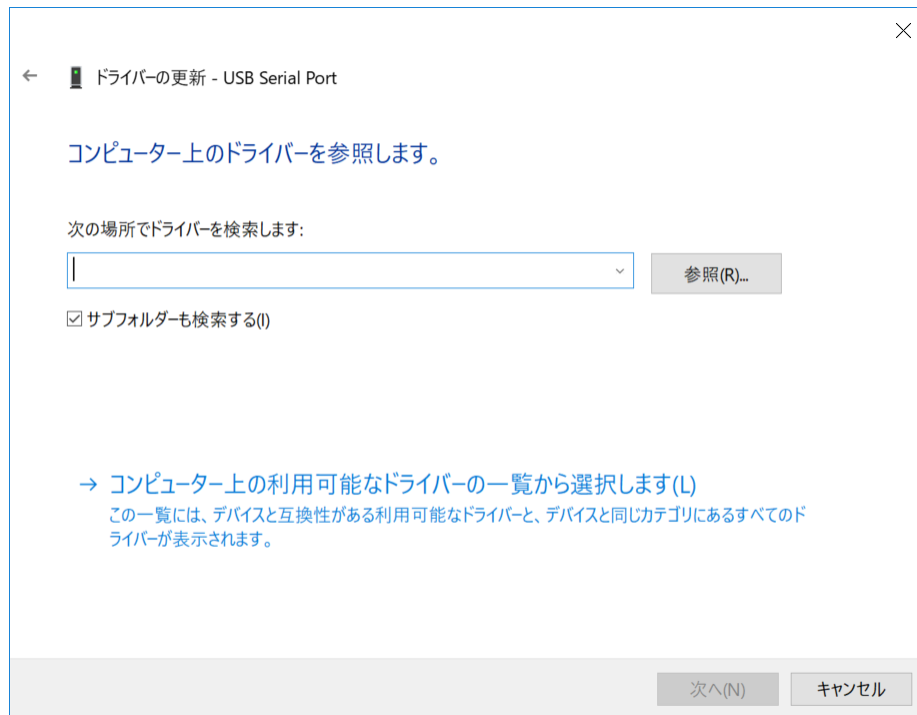 ドライバーの更新 - USB Serial Port
コンピューター上のドライバーを参照します。
次の場所でドライバーを検索します:
参照(R)...
サブフォルダーも検索する(I)
コンピューター上の利用可能なドライバーの一覧から選択します(L)
この一覧には、デバイスと互換性がある利用可能なドライバーと、デバイスと同じカテゴリにあるすべてのド
ライバーが表示されます。
次へ(N)
キャンセル